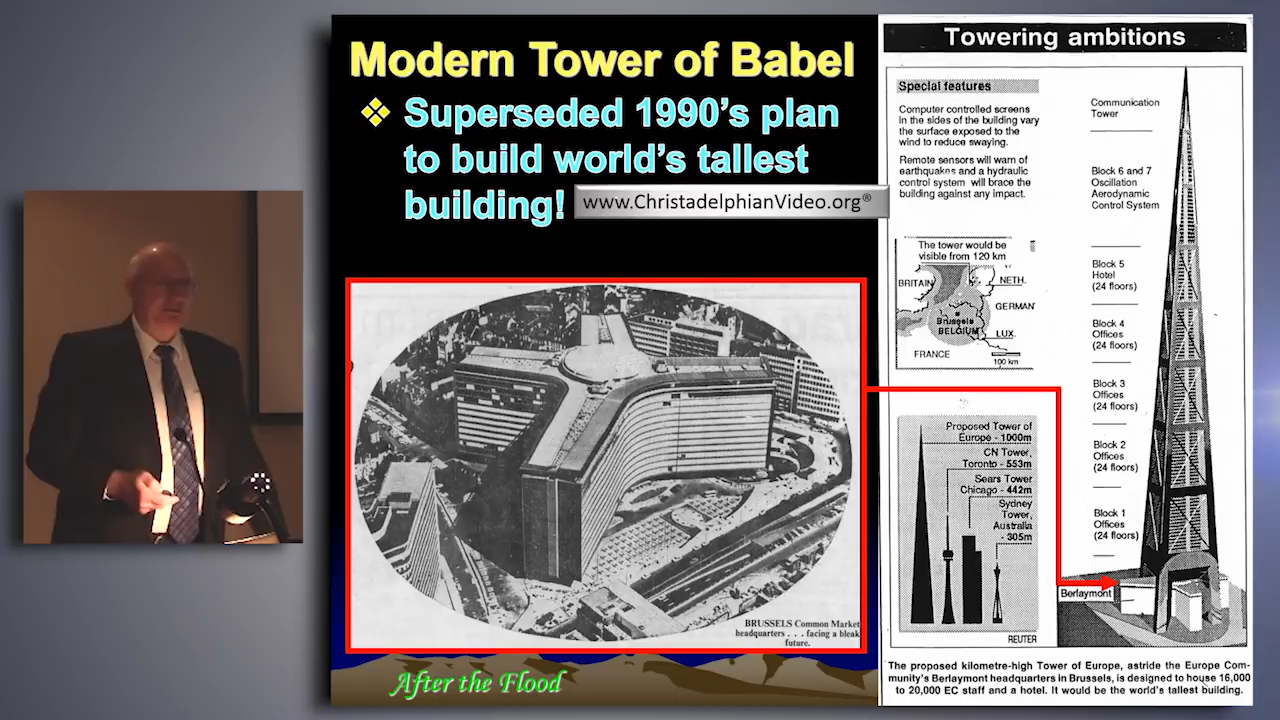 Modern Tower of Babel
❖ Superseded 1990's plan
to build world's tallest
building!
www.ChristadelphianVideo.org®
BRUSSELS Common Market
headquarters . . . facing a bleak
future.
After the Flood
Towering ambitions
Special features
Computer controlled screens
in the sides of the building vary
the surface exposed to the
wind to reduce swaying.
Remote sensors will warn of
earthquakes and a hydraulic
control system will brace the
building against any impact.
The tower would be
visible from 120 km
BRITAIN
NETH.
GERMAN
Brussels
BELGIUM
LUX.
FRANCE
100 km
Proposed Tower of
Europe - 1000m
CN Tower,
Toronto - 553m
Sears Tower
Chicago - 442m
Sydney
Tower,
Australia
- 305m
REUTER
Communication
Tower
Block 6 and 7
Oscillation
Aerodynamic
Control System
Block 5
Hotel
(24 floors)
Block 4
Offices
(24 floors)
Block 3
Offices
(24 floors)
Block 2
Offices
(24 floors)
Block 1
Offices
(24 floors)
Berlaymont
The proposed kilometre-high Tower of Europe, astride the Europe Com-
munity's Berlaymont headquarters in Brussels, is designed to house 16,000
to 20,000 EC staff and a hotel. It would be the world's tallest building.